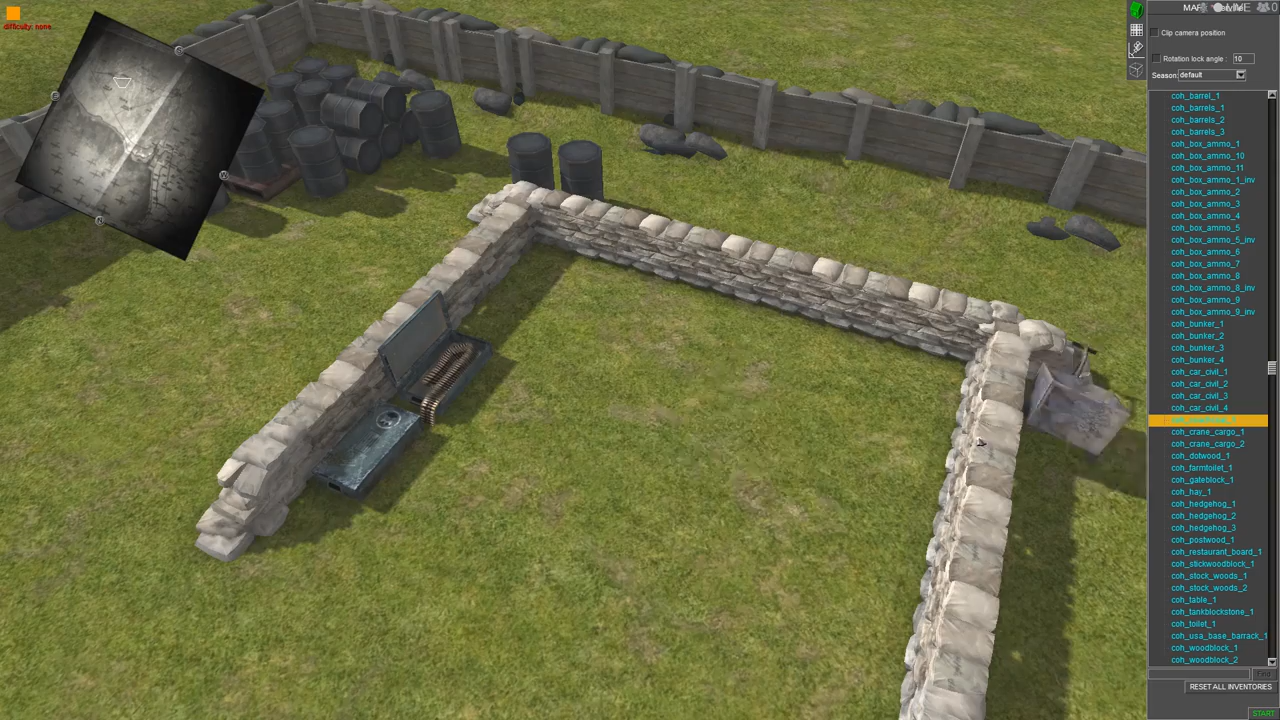 difficulty: none
Clip camera position
Rotation lock angle : 10
Season: default
coh_barrel_1
coh_barrels_1
coh_barrels_2
coh_barrels_3
coh_box_ammo_1
coh_box_ammo_10
coh_box_ammo_11
coh_box_ammo_1_inv
coh_box_ammo_2
coh_box_ammo_3
coh_box_ammo_4
coh_box_ammo_5
coh_box_ammo_5_inv
coh_box_ammo_6
coh_box_ammo_7
coh_box_ammo_8
coh_box_ammo_8_inv
coh_box_ammo_9
coh_box_ammo_9_inv
coh_bunker_1
coh_bunker_2
coh_bunker_3
coh_bunker_4
coh_car_civil_1
coh_car_civil_2
coh_car_civil_3
coh_car_civil_4
coh_crane_cargo_1
coh_crane_cargo_2
coh_dotwood_1
coh_farmtoilet_1
coh_gateblock_1
coh_hay_1
coh_hedgehog_1
coh_hedgehog_2
coh_hedgehog_3
coh_postwood_1
coh_restaurant_board_1
coh_stickwoodblock_1
coh_stock_woods_1
coh_stock_woods_2
coh_table_1
coh_tankblockstone_1
coh_toilet_1
coh_usa_base_barrack_1
coh_woodblock_1
coh_woodblock_2
Find
RESET ALL INVENTORIES
START